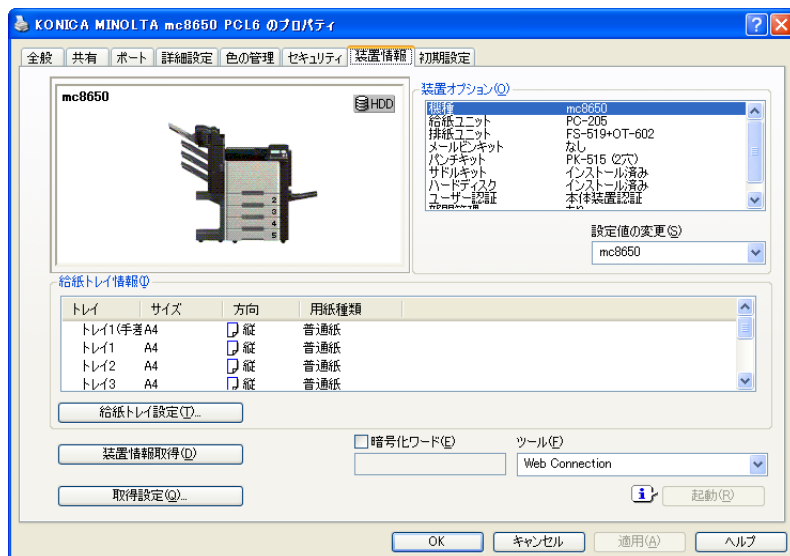 KONICA MINOLTA mc8650 PCL6 のプロパティ
全般 共有 ポート 詳細設定 色の管理 セキュリティ 装置情報 初期設定
mc8650
HDD
2
3
4
5
装置オプション(O)
機種 mc8650
給紙ユニット PC-205
排紙ユニット FS-519+OT-602
メールビンキット なし
パンチキット PK-515 (2穴)
サドルキット インストール済み
ハードディスク インストール済み
ユーザー認証 本体装置認証
設定値の変更(S)
mc8650
給紙トレイ情報(I)
トレイ サイズ 方向 用紙種類
トレイ1(手差 A4 縦 普通紙
トレイ1 A4 縦 普通紙
トレイ2 A4 縦 普通紙
トレイ3 A4 縦 普通紙
給紙トレイ設定(T)...
装置情報取得(D)
取得設定(Q)...
暗号化ワード(E)
ツール(F)
Web Connection
起動(R)
OK キャンセル 適用(A) ヘルプ